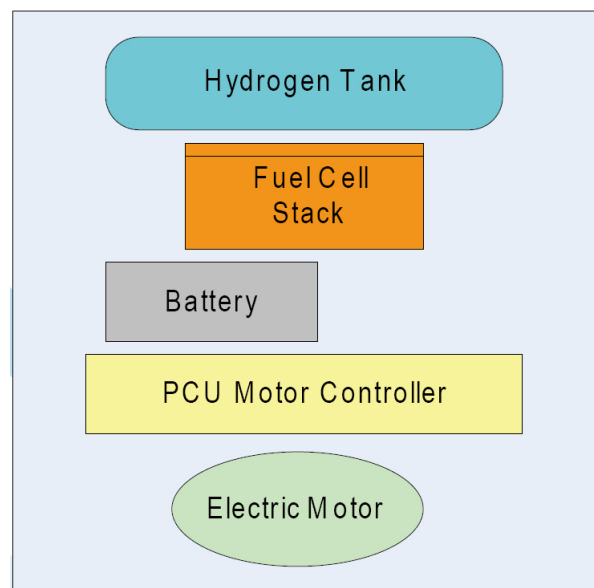 Hydrogen Tank
Fuel Cell
Stack
Battery
PCU Motor Controller
Electric Motor